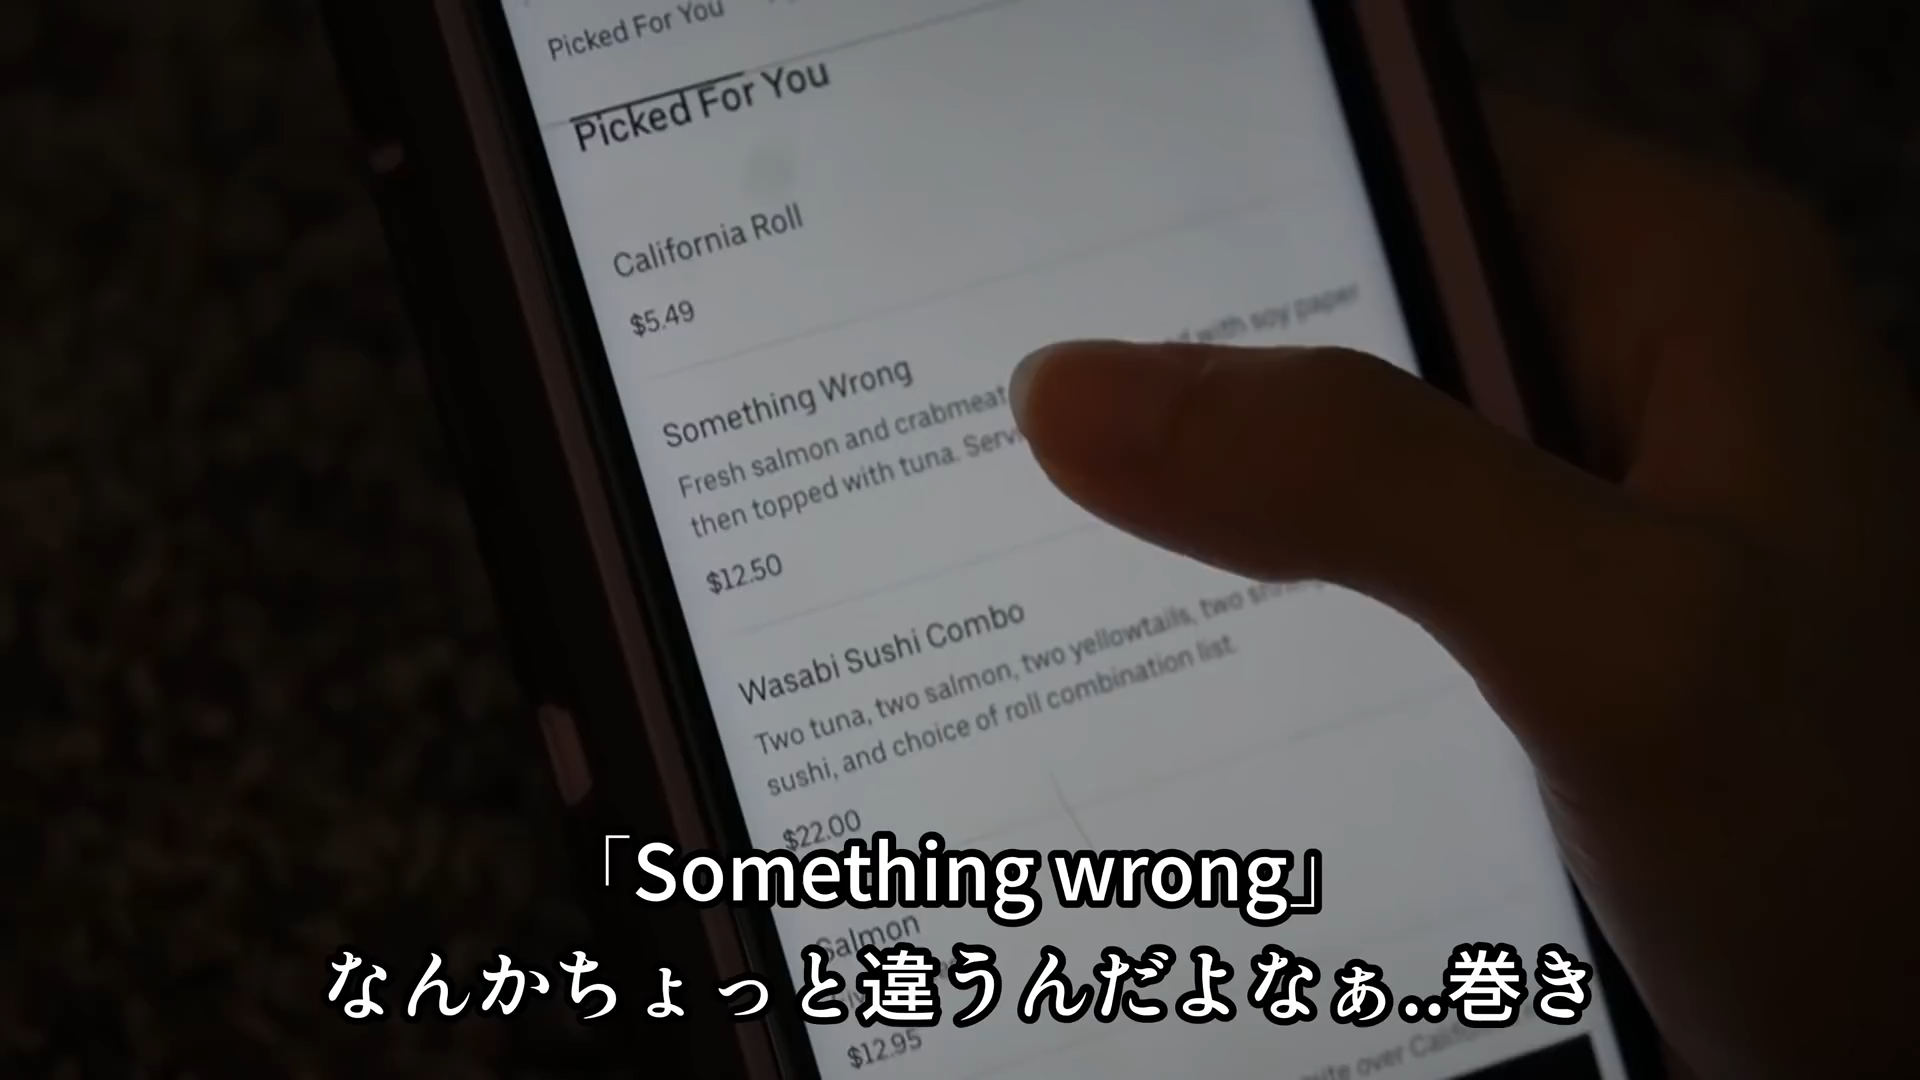 Picked For You
Picked For You
California Roll
$5.49
Something Wrong
Fresh salmon and crabmeat with soy paper
then topped with tuna.
$12.50
Wasabi Sushi Combo
Two tuna, two salmon, two yellowtails, two
sushi, and choice of roll combination list.
$22.00
「Something wrong」
Salmon
なんかちょっと違うんだよなぁ..巻き
$12.95
over